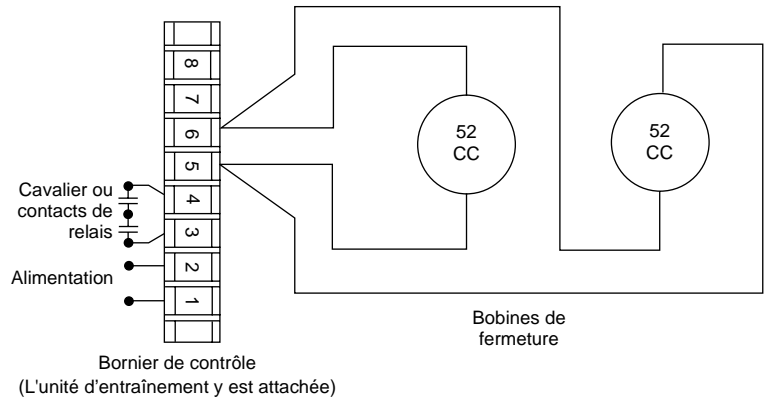 8
7
6
5
4
3
2
1
Cavalier ou
contacts de
relais
Alimentation
52
CC
52
CC
Bobines de
fermeture
Bornier de contrôle
(L'unité d'entraînement y est attachée)